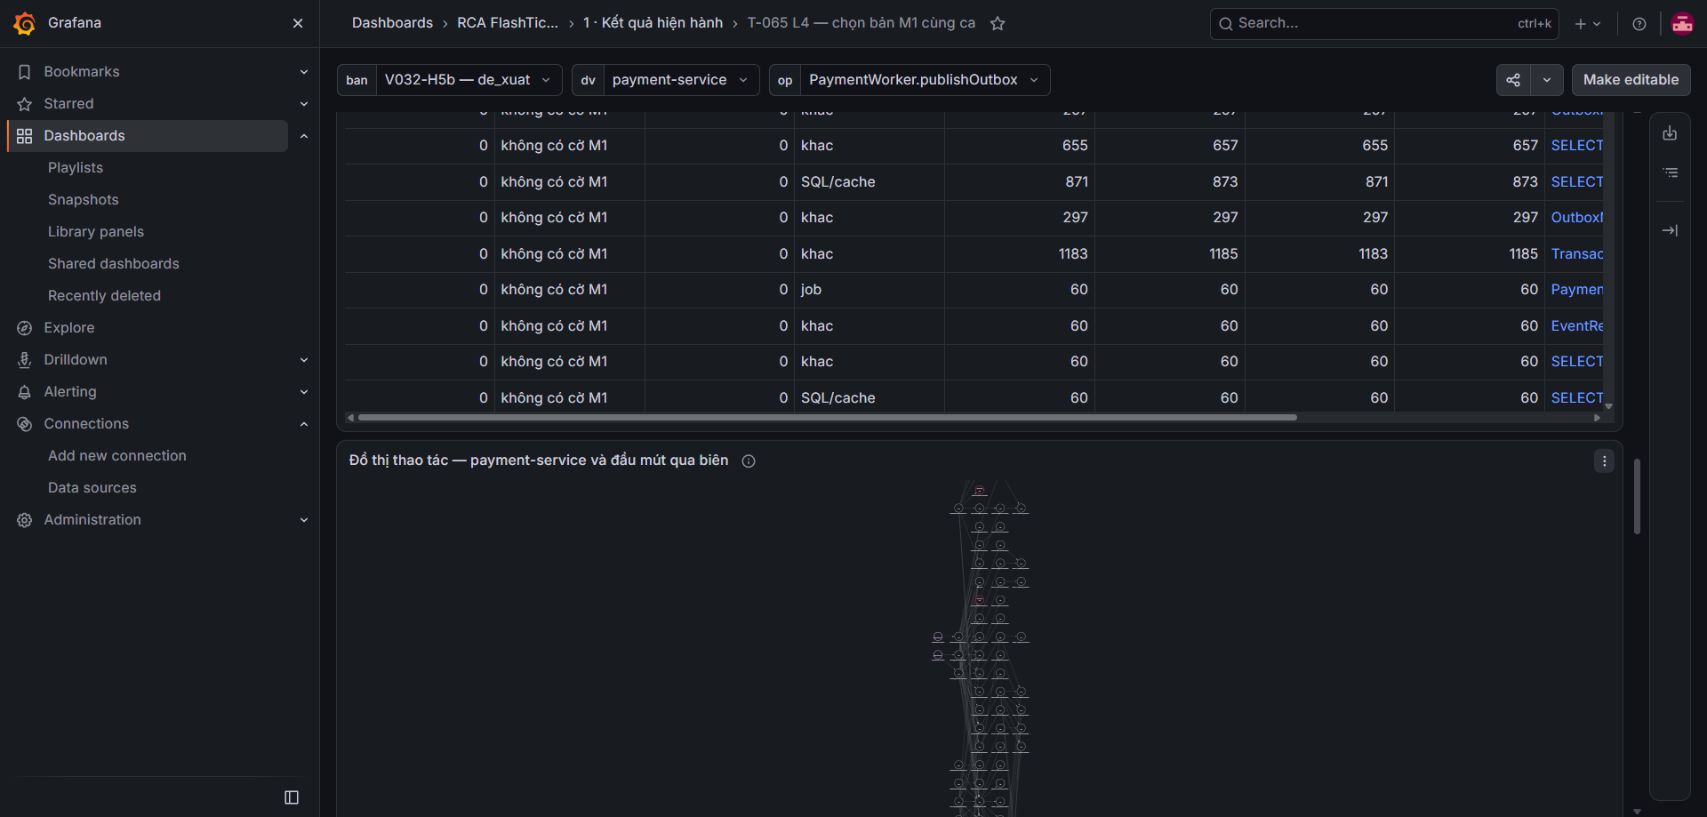 Grafana
Dashboards › RCA FlashTic... › 1 · Kết quả hiện hành › T-065 L4 — chọn bản M1 cùng ca
Search... ctrl+k
Bookmarks
Starred
Dashboards
Playlists
Snapshots
Library panels
Shared dashboards
Recently deleted
Explore
Drilldown
Alerting
Connections
Add new connection
Data sources
Administration
ban V032-H5b — de_xuat dv payment-service op PaymentWorker.publishOutbox Make editable
0 không có cờ M1 0 khac 655 657 655 657 SELECT
0 không có cờ M1 0 SQL/cache 871 873 871 873 SELECT
0 không có cờ M1 0 khac 297 297 297 297 Outbox
0 không có cờ M1 0 khac 1183 1185 1183 1185 Transac
0 không có cờ M1 0 job 60 60 60 60 Paymen
0 không có cờ M1 0 khac 60 60 60 60 EventRe
0 không có cờ M1 0 khac 60 60 60 60 SELECT
0 không có cờ M1 0 SQL/cache 60 60 60 60 SELECT
Đồ thị thao tác — payment-service và đầu mút qua biên